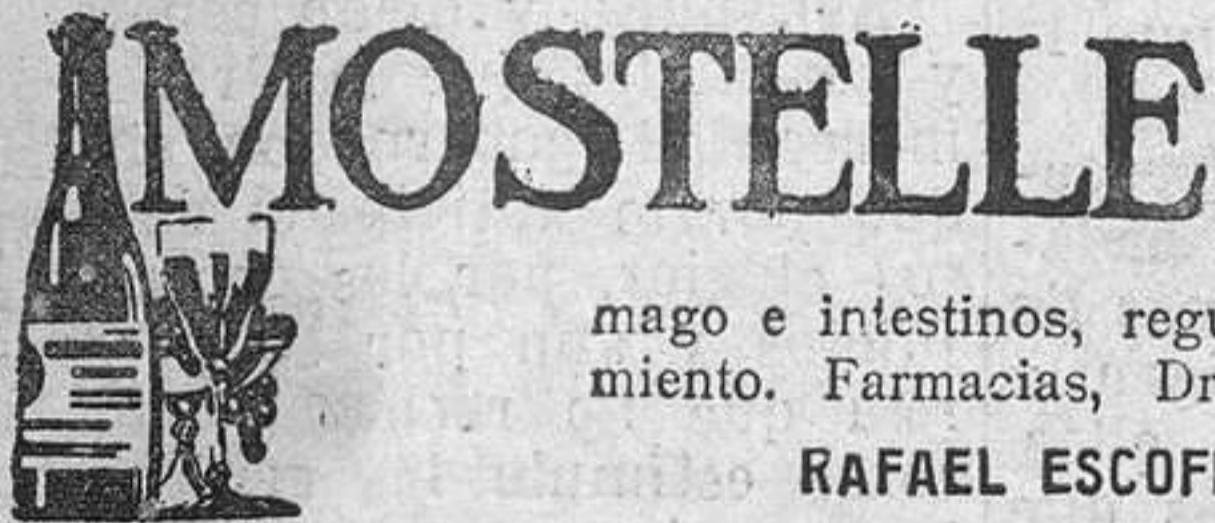 MOSTELLE
mago e intestinos, regu
miento. Farmacias, Dr
RAFAEL ESCOF